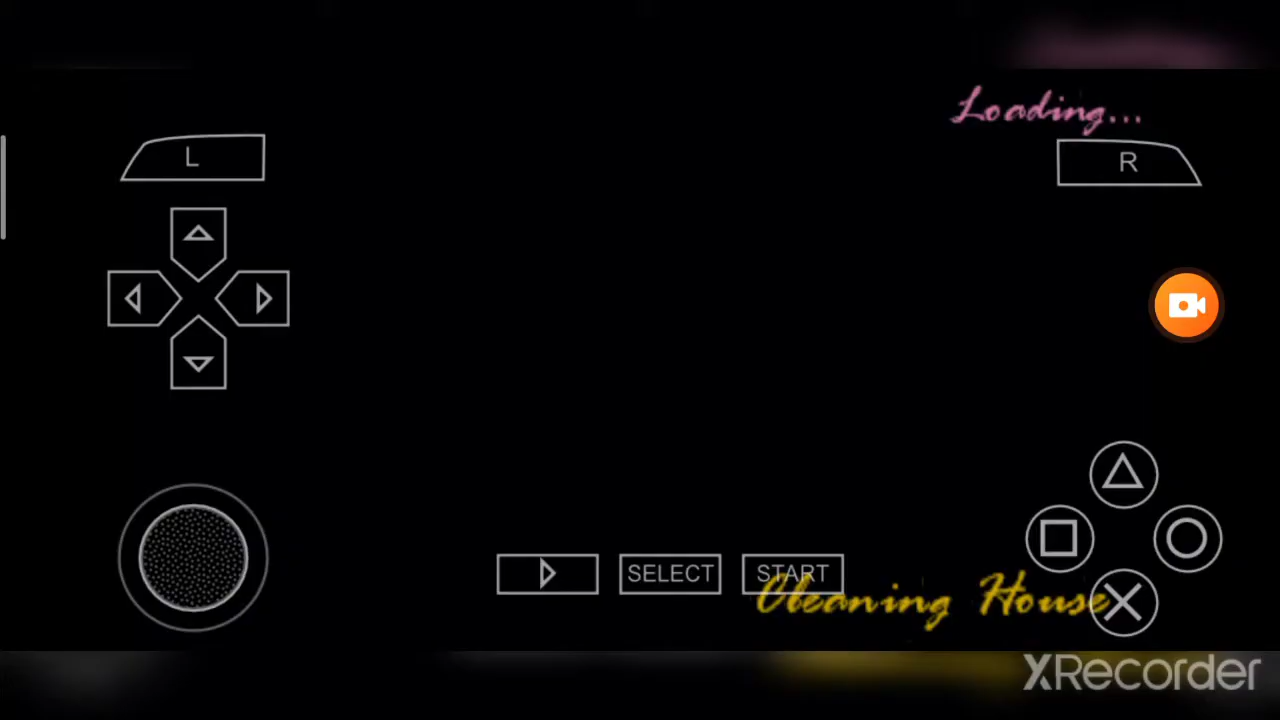 Loading...
L
R
SELECT
START
Cleaning House
XRecorder